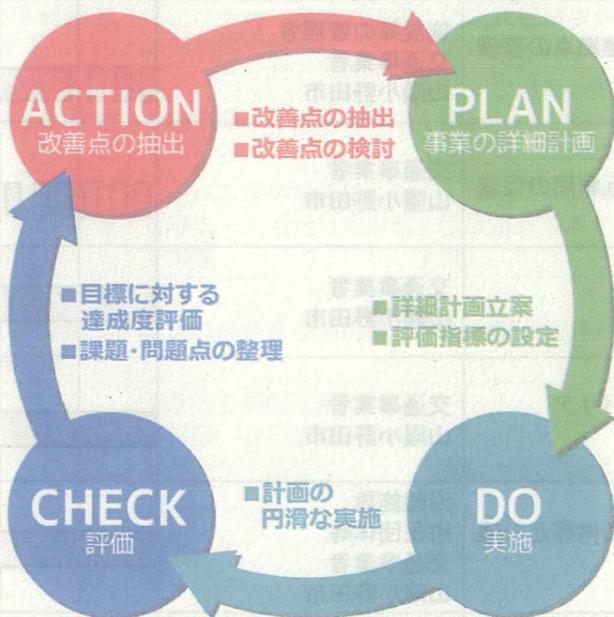 ACTION
改善点の抽出
■改善点の抽出
■改善点の検討
PLAN
事業の詳細計画
■目標に対する
達成度評価
■課題・問題点の整理
■詳細計画立案
■評価指標の設定
CHECK
評価
■計画の
円滑な実施
DO
実施